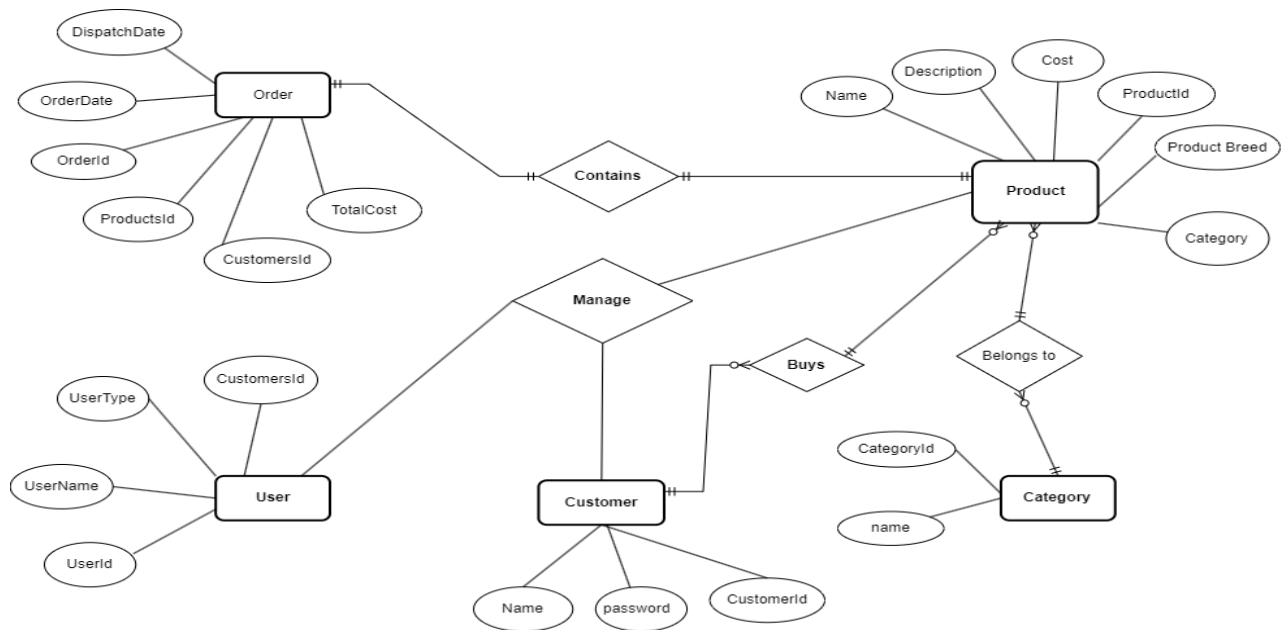 DispatchDate
Order
OrderDate
OrderId
ProductsId
CustomersId
TotalCost
Contains
Name
Description
Cost
ProductId
Product Breed
Product
Category
Manage
Buys
Belongs to
CustomersId
UserType
UserName
UserId
User
Customer
Name
password
CustomerId
CategoryId
name
Category